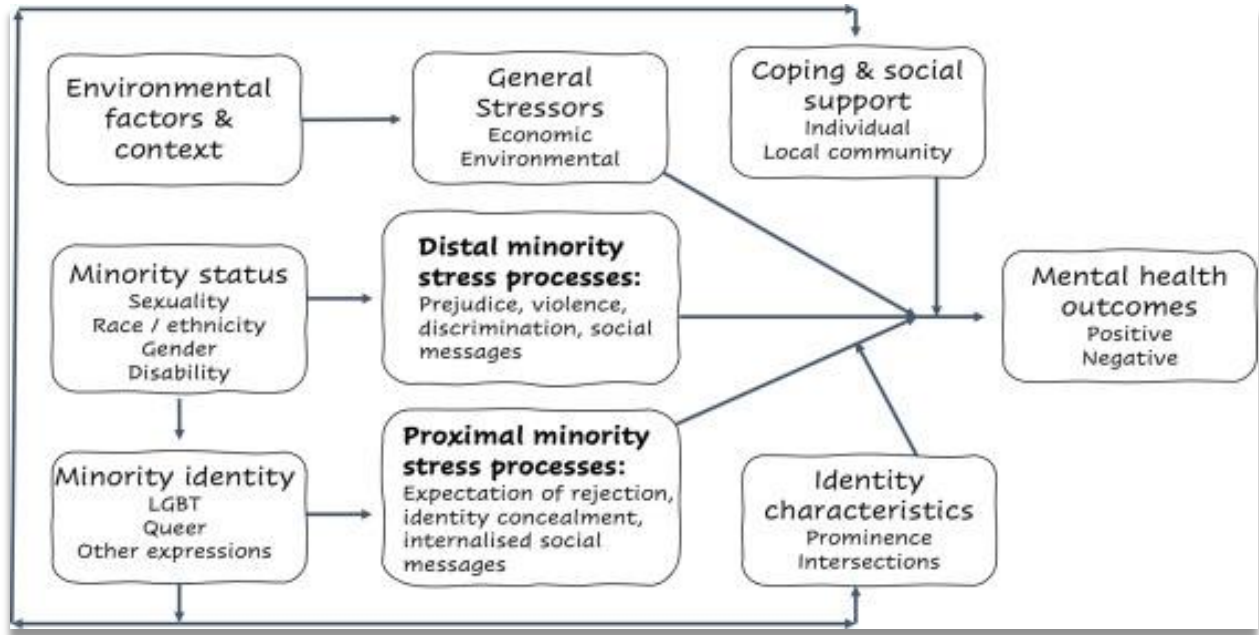 Environmental
factors &
context
General
Stressors
Economic
Environmental
Coping & social
support
Individual
Local community
Minority status
Sexuality
Race / ethnicity
Gender
Disability
Distal minority
stress processes:
Prejudice, violence,
discrimination, social
messages
Mental health
outcomes
Positive
Negative
Minority identity
LGBT
Queer
Other expressions
Proximal minority
stress processes:
Expectation of rejection,
identity concealment,
internalised social
messages
Identity
characteristics
Prominence
Intersections